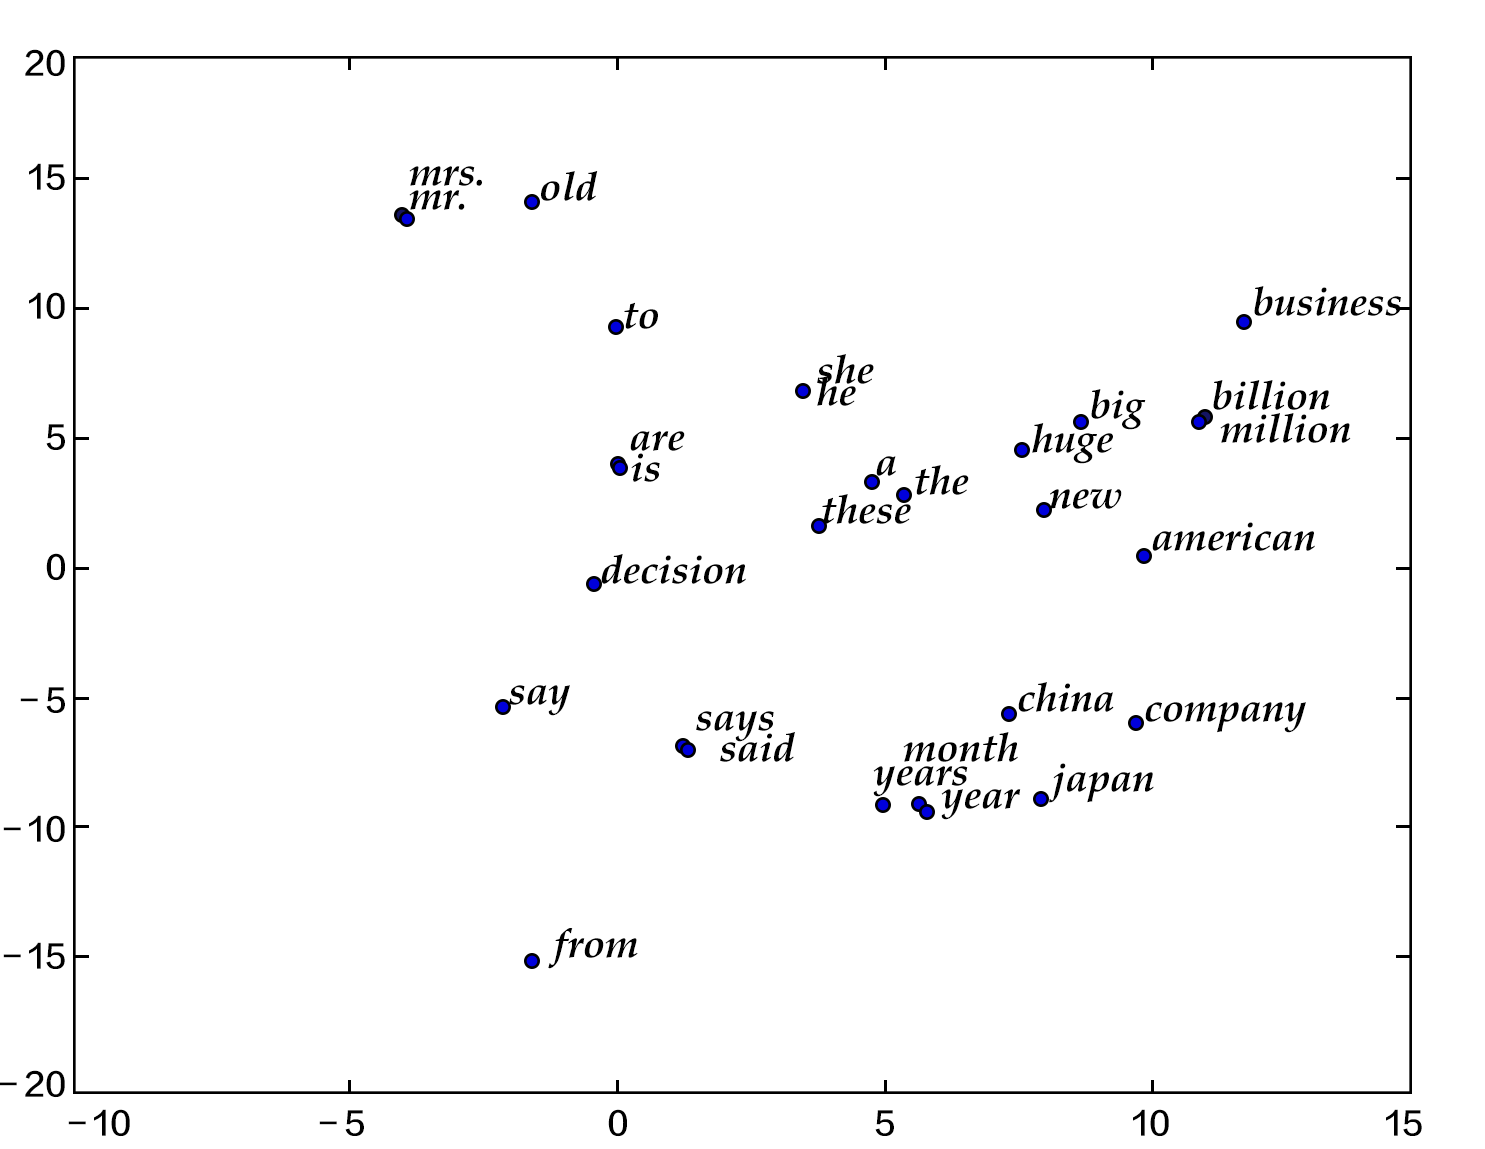 20
mrs.
15
old
mr.
10
business
to
she
he
billion
big
million
5
are
huge
is
a
the
new
these
american
0
decision
−5
say
china
company
says
said
month
years
japan
year
−10
−15
from
−20
−10
−5
0
5
10
15